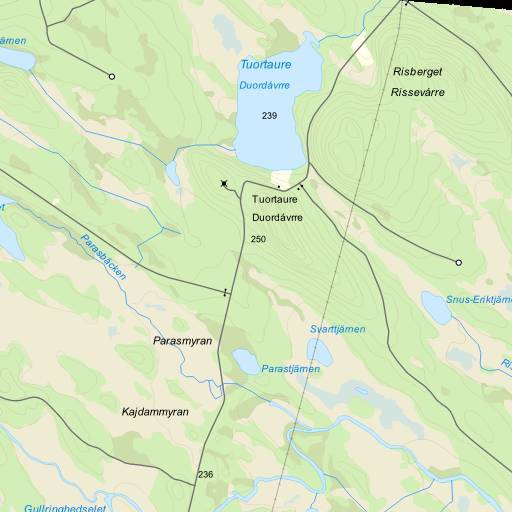 Tuortaure
Duordávrre
239
Risberget
Rissevárre
Tuortaure
Duordávrre
250
Parasbäcken
Snus-Eriktjärnen
Svarttjärnen
Parasmyran
Parastjärnen
Kajdammyran
236
Gullringhedselet